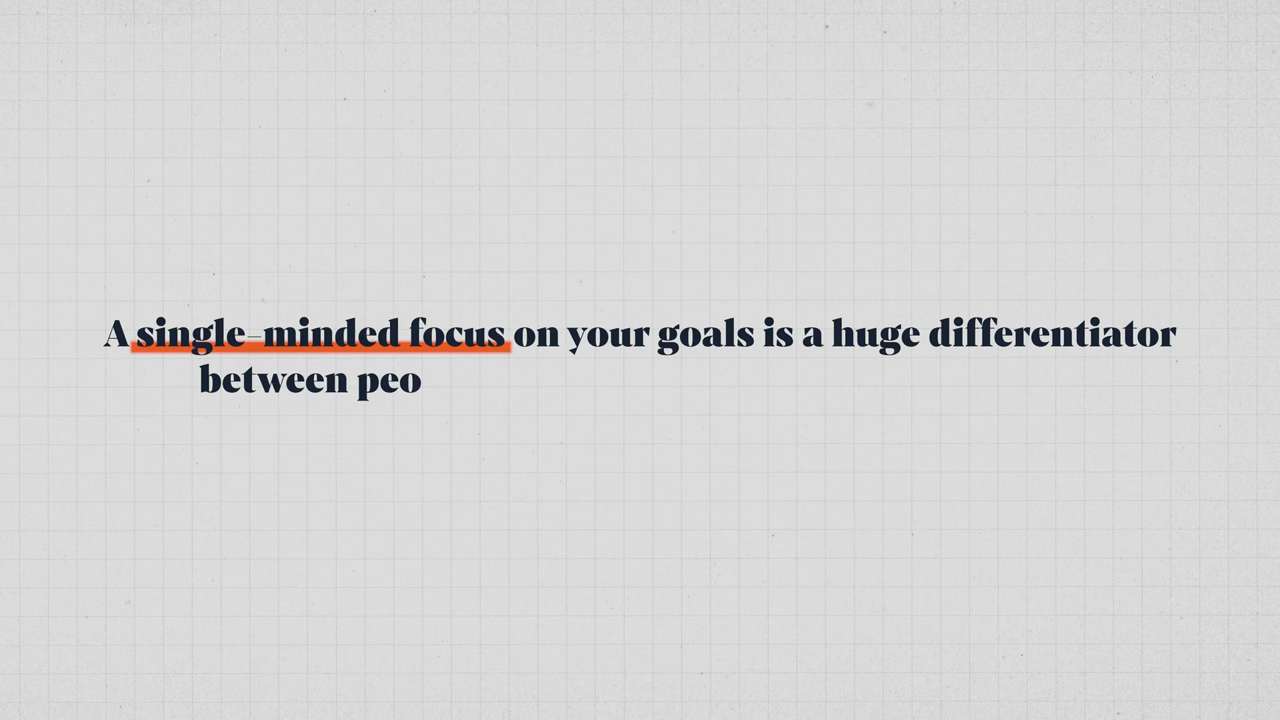 A single-minded focus on your goals is a huge differentiator
between peo